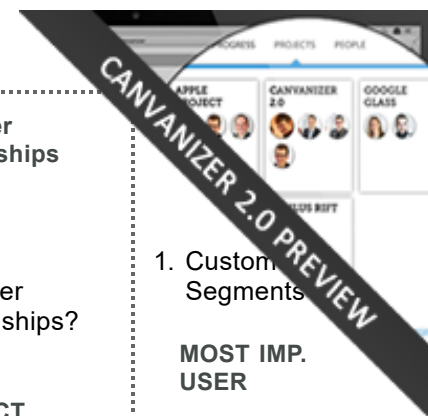 PROGRESS PROJECTS PEOPLE
PROJECT
CANVANIZER
2.0
GOOGLE
GLASS
CANVANIZER 2.0 PREVIEW
er
ships
er
ships?
CT
1. Custom
Segments
MOST IMP.
USER